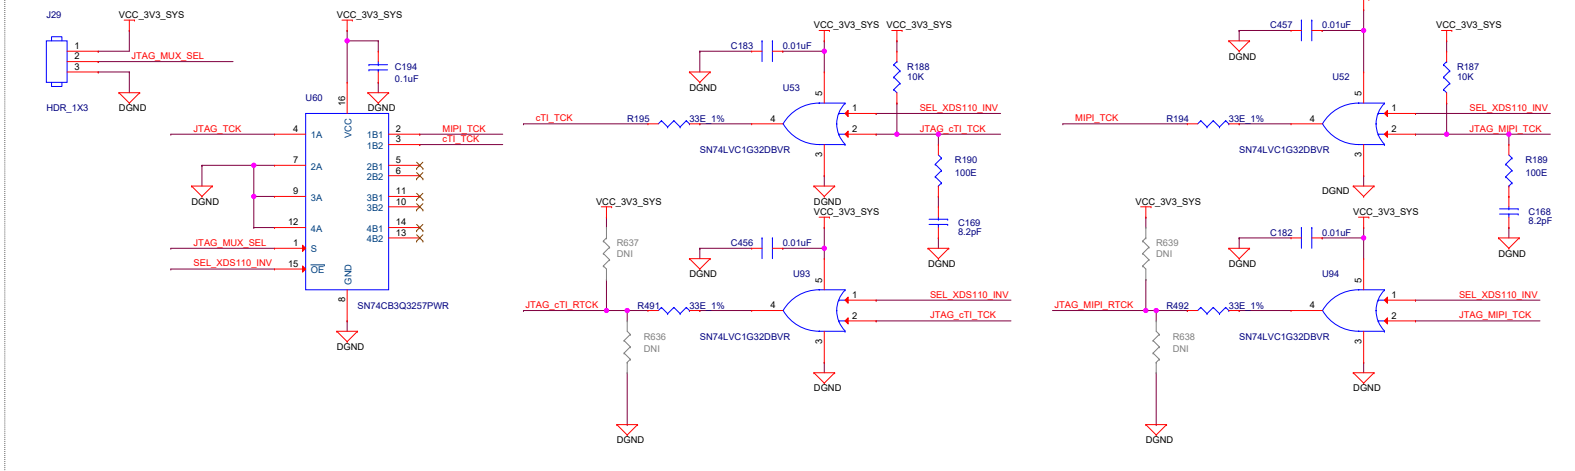 J29
VCC_3V3_SYS
1
2
3
JTAG_MUX_SEL
DGND
HDR_1X3
VCC_3V3_SYS
C194
0.1uF
DGND
U60
16
VCC
JTAG_TCK
4
1A
1B1
2
MIPI_TCK
1B2
3
cTI_TCK
7
2A
2B1
5
2B2
6
DGND
9
3A
3B1
11
3B2
10
12
4A
4B1
14
4B2
13
JTAG_MUX_SEL
1
S
SEL_XDS110_INV
15
OE
GND
8
SN74CB3Q3257PWR
DGND
C183
0.01uF
VCC_3V3_SYS
VCC_3V3_SYS
DGND
R188
10K
U53
5
cTI_TCK
R195
33E_1%
4
1
SEL_XDS110_INV
2
JTAG_cTI_TCK
SN74LVC1G32DBVR
3
R190
100E
DGND
C169
8.2pF
DGND
VCC_3V3_SYS
VCC_3V3_SYS
R637
DNI
C456
0.01uF
DGND
U93
5
JTAG_cTI_RTCK
R491
33E_1%
4
1
SEL_XDS110_INV
2
JTAG_cTI_TCK
R636
DNI
SN74LVC1G32DBVR
3
DGND
DGND
C457
0.01uF
VCC_3V3_SYS
DGND
R187
10K
U52
5
MIPI_TCK
R194
33E_1%
4
1
SEL_XDS110_INV
2
JTAG_MIPI_TCK
SN74LVC1G32DBVR
3
R189
100E
DGND
C168
8.2pF
DGND
VCC_3V3_SYS
VCC_3V3_SYS
R639
DNI
C182
0.01uF
DGND
U94
5
JTAG_MIPI_RTCK
R492
33E_1%
4
1
SEL_XDS110_INV
2
JTAG_MIPI_TCK
R638
DNI
SN74LVC1G32DBVR
3
DGND
DGND